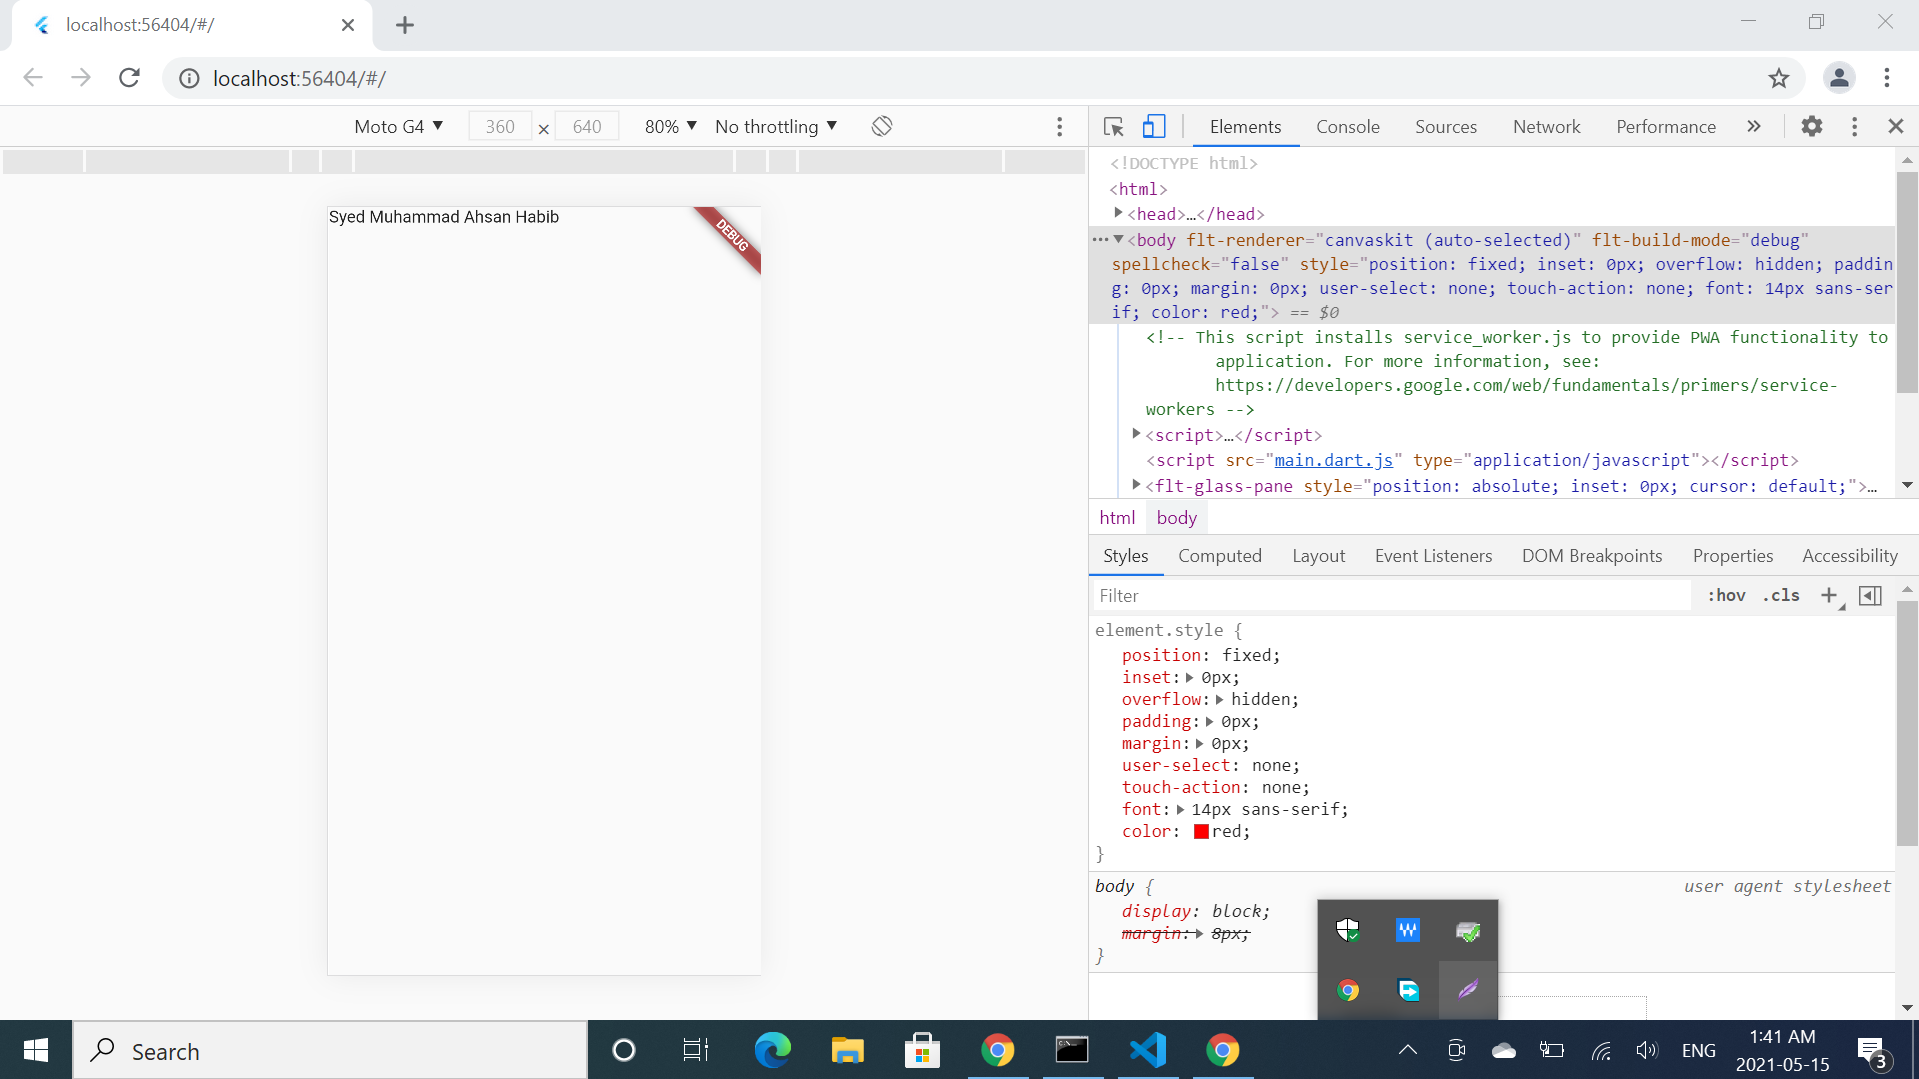 localhost:56404/#/
localhost:56404/#/
Moto G4 360 × 640 80% No throttling
Elements Console Sources Network Performance
<!DOCTYPE html>
<html>
<head>…</head>
<body flt-renderer="canvaskit (auto-selected)" flt-build-mode="debug"
spellcheck="false" style="position: fixed; inset: 0px; overflow: hidden; paddin
g: 0px; margin: 0px; user-select: none; touch-action: none; font: 14px sans-ser
if; color: red;"> == $0
<!-- This script installs service_worker.js to provide PWA functionality to
application. For more information, see:
https://developers.google.com/web/fundamentals/primers/service-
workers -->
<script>…</script>
<script src="main.dart.js" type="application/javascript"></script>
<flt-glass-pane style="position: absolute; inset: 0px; cursor: default;">…
html body
Styles Computed Layout Event Listeners DOM Breakpoints Properties Accessibility
Filter :hov .cls
element.style {
position: fixed;
inset: 0px;
overflow: hidden;
padding: 0px;
margin: 0px;
user-select: none;
touch-action: none;
font: 14px sans-serif;
color: red;
}
body { user agent stylesheet
display: block;
margin: 8px;
}
Syed Muhammad Ahsan Habib
DEBUG
Search
ENG
1:41 AM
2021-05-15
3